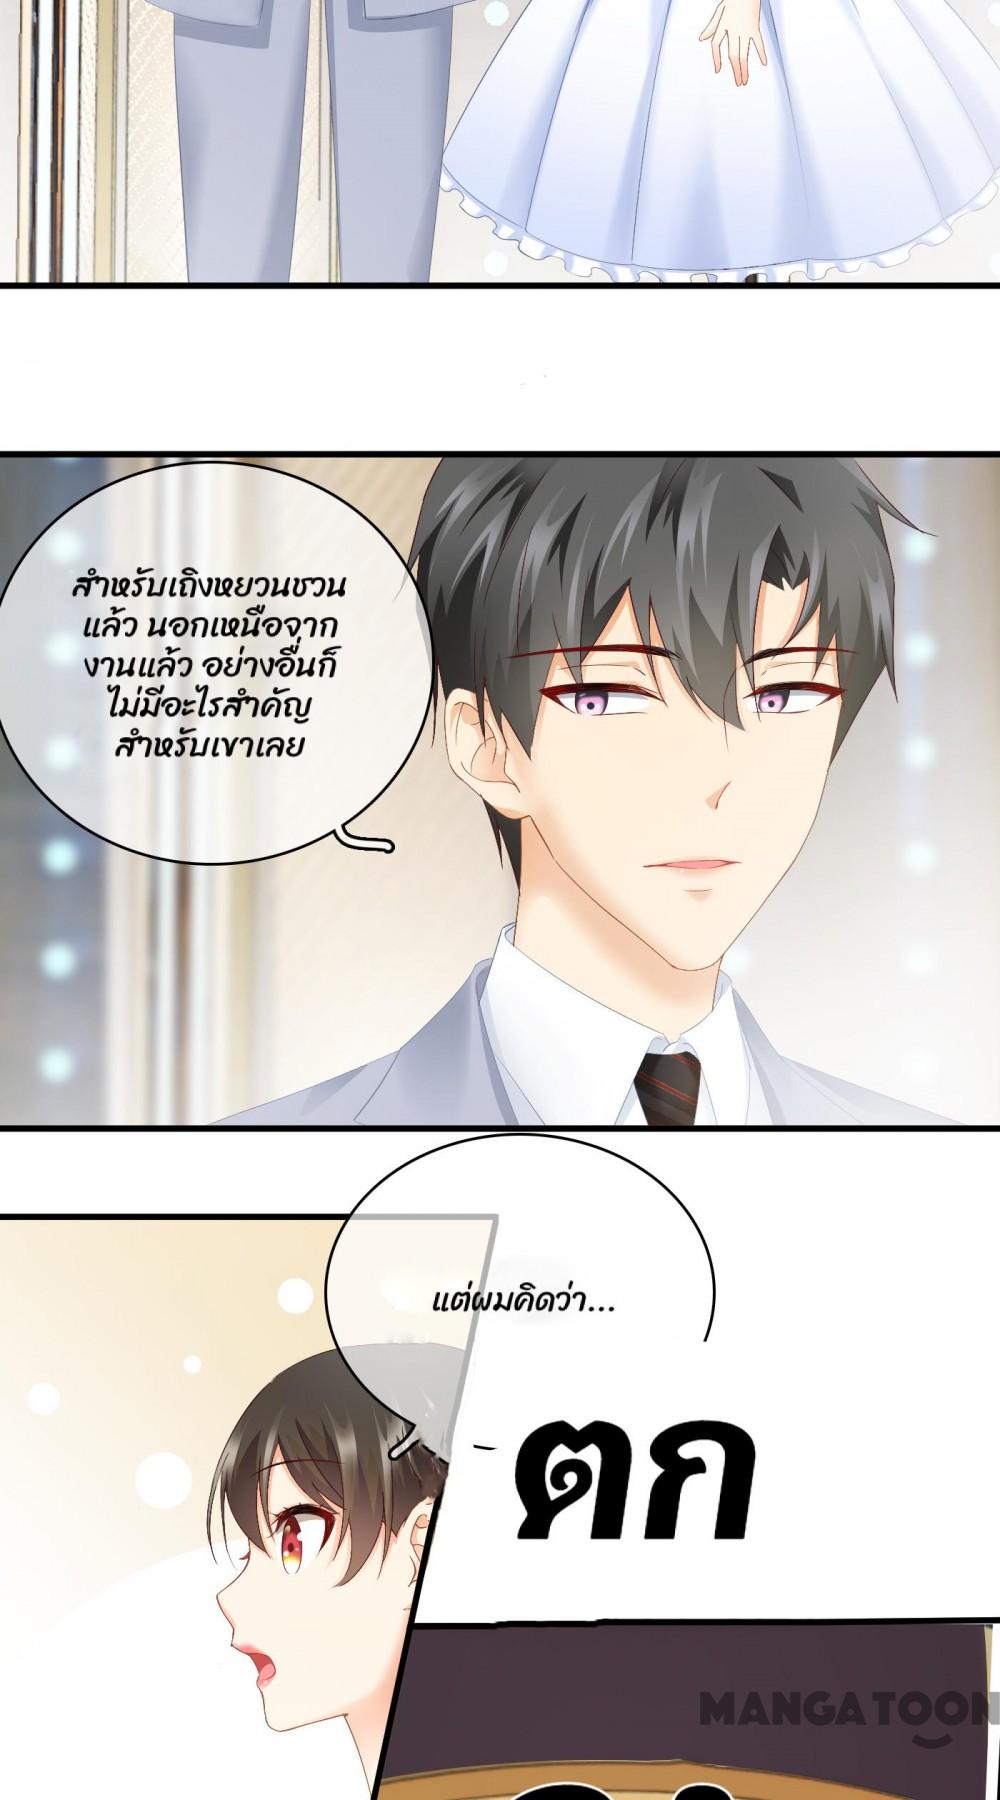 สำหรับเถิงหยวนชวน
แล้ว นอกเหนือจาก
งานแล้ว อย่างอื่นก็
ไม่มีอะไรสำคัญ
สำหรับเขาเลย
แต่ผมคิดว่า...
ตก
MANGATOON